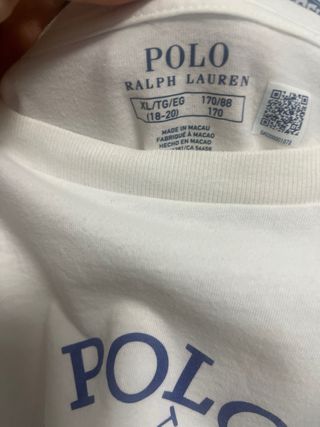 POLO
RALPH LAUREN
XL/TG/EG
(18-20)
170/88
170
MADE IN MACAU
FABRIQUÉ À MACAO
HECHO EN MACAO
POLO